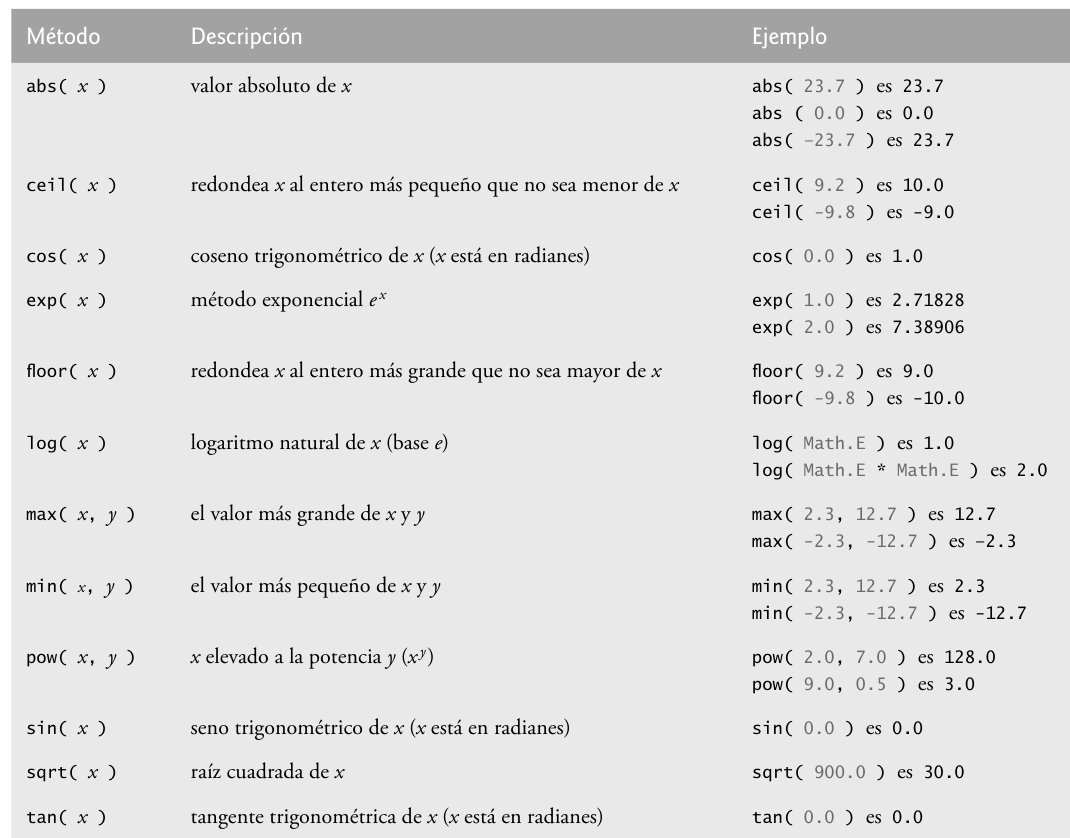 Método Descripción Ejemplo
abs( x ) valor absoluto de x abs( 23.7 ) es 23.7
abs ( 0.0 ) es 0.0
abs( -23.7 ) es 23.7
ceil( x ) redondea x al entero más pequeño que no sea menor de x ceil( 9.2 ) es 10.0
ceil( -9.8 ) es -9.0
cos( x ) coseno trigonométrico de x (x está en radianes) cos( 0.0 ) es 1.0
exp( x ) método exponencial eˣ exp( 1.0 ) es 2.71828
exp( 2.0 ) es 7.38906
floor( x ) redondea x al entero más grande que no sea mayor de x floor( 9.2 ) es 9.0
floor( -9.8 ) es -10.0
log( x ) logaritmo natural de x (base e) log( Math.E ) es 1.0
log( Math.E * Math.E ) es 2.0
max( x, y ) el valor más grande de x y y max( 2.3, 12.7 ) es 12.7
max( -2.3, -12.7 ) es -2.3
min( x, y ) el valor más pequeño de x y y min( 2.3, 12.7 ) es 2.3
min( -2.3, -12.7 ) es -12.7
pow( x, y ) x elevado a la potencia y (xʸ) pow( 2.0, 7.0 ) es 128.0
pow( 9.0, 0.5 ) es 3.0
sin( x ) seno trigonométrico de x (x está en radianes) sin( 0.0 ) es 0.0
sqrt( x ) raíz cuadrada de x sqrt( 900.0 ) es 30.0
tan( x ) tangente trigonométrica de x (x está en radianes) tan( 0.0 ) es 0.0